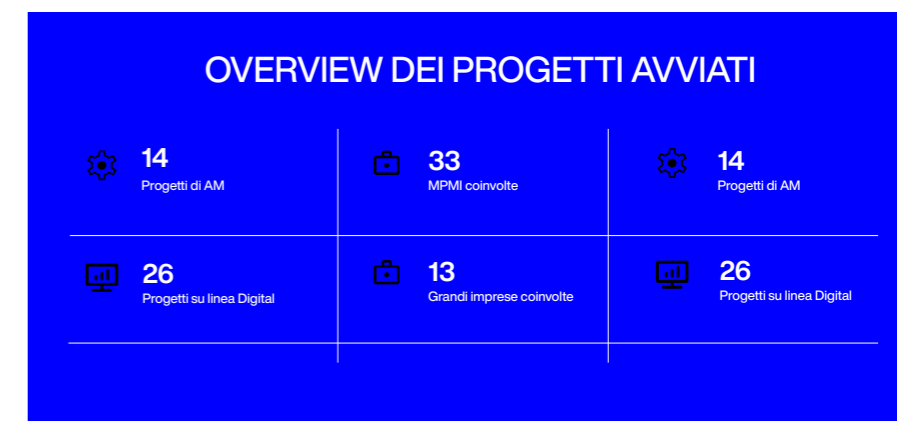 OVERVIEW DEI PROGETTI AVVIATI
14
Progetti di AM
33
MPMI coinvolte
14
Progetti di AM
26
Progetti su linea Digital
13
Grandi imprese coinvolte
26
Progetti su linea Digital